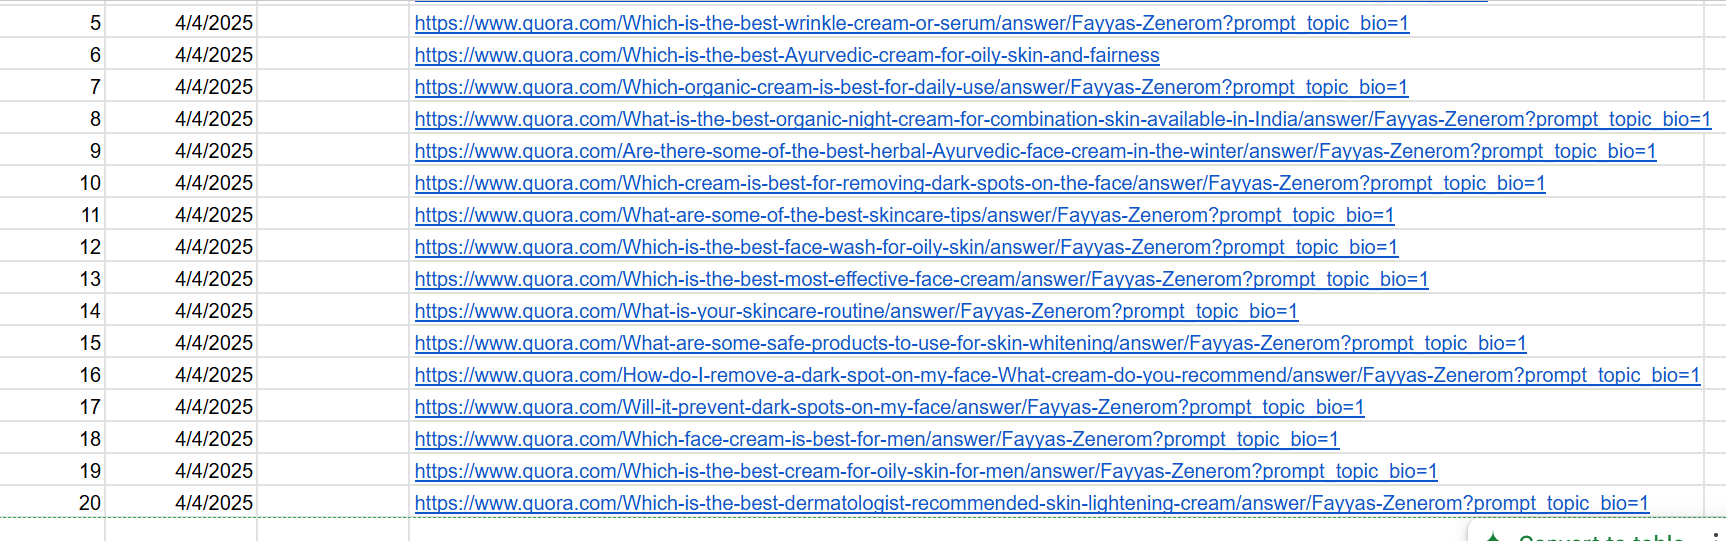 5 4/4/2025 https://www.quora.com/Which-is-the-best-wrinkle-cream-or-serum/answer/Fayyas-Zenerom?prompt_topic_bio=1
6 4/4/2025 https://www.quora.com/Which-is-the-best-Ayurvedic-cream-for-oily-skin-and-fairness
7 4/4/2025 https://www.quora.com/Which-organic-cream-is-best-for-daily-use/answer/Fayyas-Zenerom?prompt_topic_bio=1
8 4/4/2025 https://www.quora.com/What-is-the-best-organic-night-cream-for-combination-skin-available-in-India/answer/Fayyas-Zenerom?prompt_topic_bio=1
9 4/4/2025 https://www.quora.com/Are-there-some-of-the-best-herbal-Ayurvedic-face-cream-in-the-winter/answer/Fayyas-Zenerom?prompt_topic_bio=1
10 4/4/2025 https://www.quora.com/Which-cream-is-best-for-removing-dark-spots-on-the-face/answer/Fayyas-Zenerom?prompt_topic_bio=1
11 4/4/2025 https://www.quora.com/What-are-some-of-the-best-skincare-tips/answer/Fayyas-Zenerom?prompt_topic_bio=1
12 4/4/2025 https://www.quora.com/Which-is-the-best-face-wash-for-oily-skin/answer/Fayyas-Zenerom?prompt_topic_bio=1
13 4/4/2025 https://www.quora.com/Which-is-the-best-most-effective-face-cream/answer/Fayyas-Zenerom?prompt_topic_bio=1
14 4/4/2025 https://www.quora.com/What-is-your-skincare-routine/answer/Fayyas-Zenerom?prompt_topic_bio=1
15 4/4/2025 https://www.quora.com/What-are-some-safe-products-to-use-for-skin-whitening/answer/Fayyas-Zenerom?prompt_topic_bio=1
16 4/4/2025 https://www.quora.com/How-do-I-remove-a-dark-spot-on-my-face-What-cream-do-you-recommend/answer/Fayyas-Zenerom?prompt_topic_bio=1
17 4/4/2025 https://www.quora.com/Will-it-prevent-dark-spots-on-my-face/answer/Fayyas-Zenerom?prompt_topic_bio=1
18 4/4/2025 https://www.quora.com/Which-face-cream-is-best-for-men/answer/Fayyas-Zenerom?prompt_topic_bio=1
19 4/4/2025 https://www.quora.com/Which-is-the-best-cream-for-oily-skin-for-men/answer/Fayyas-Zenerom?prompt_topic_bio=1
20 4/4/2025 https://www.quora.com/Which-is-the-best-dermatologist-recommended-skin-lightening-cream/answer/Fayyas-Zenerom?prompt_topic_bio=1
Convert to table